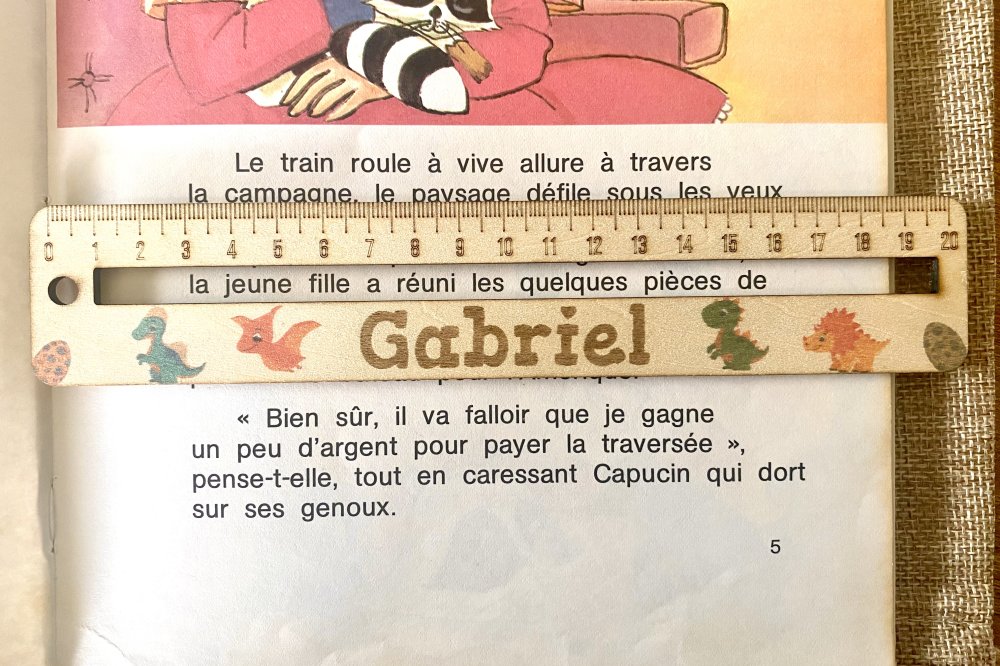 Le train roule à vive allure à travers
la campagne, le paysage défile sous les yeux
0 1 2 3 4 5 6 7 8 9 10 11 12 13 14 15 16 17 18 19 20
la jeune fille a réuni les quelques pièces de
Gabriel
« Bien sûr, il va falloir que je gagne
un peu d'argent pour payer la traversée »,
pense-t-elle, tout en caressant Capucin qui dort
sur ses genoux.
5